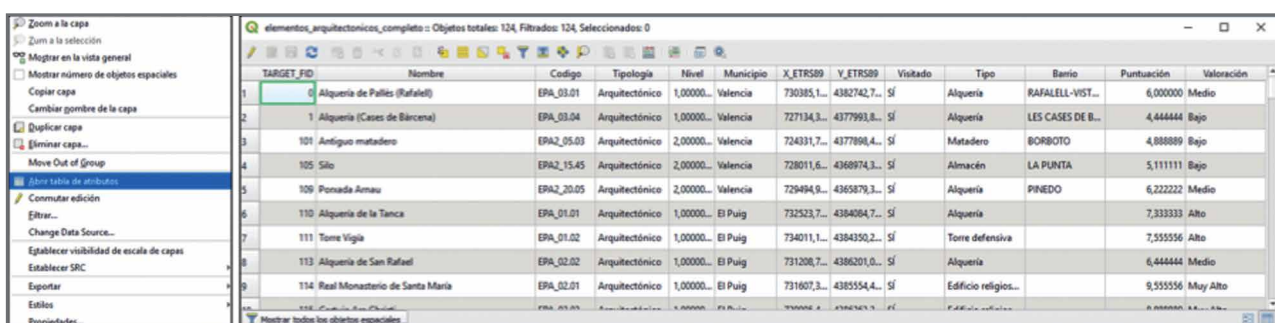 Zoom a la capa
Zum a la selección
Mostrar en la vista general
Mostrar número de objetos espaciales
Copiar capa
Cambiar nombre de la capa
Duplicar capa
Eliminar capa...
Move Out of Group
Abrir tabla de atributos
Conmutar edición
Filtrar...
Change Data Source...
Establecer visibilidad de escala de capas
Establecer SRC
Exportar
Estilos
Propiedades...
elementos_arquitectonicos_completo :: Objetos totales: 124, Filtrados: 124, Seleccionados: 0
TARGET_FID Nombre Codigo Tipología Nivel Municipio X_ETRS89 Y_ETRS89 Visitado Tipo Barrio Puntuación Valoración
1 0 Alquería de Pallés (Rafalell) EPA_03.01 Arquitectónico 1,00000... Valencia 730385,1... 4382742,7... SÍ Alquería RAFALELL-VIST... 6,000000 Medio
2 1 Alquería (Cases de Bárcena) EPA_03.04 Arquitectónico 1,00000... Valencia 727134,3... 4377993,8... SÍ Alquería LES CASES DE B... 4,444444 Bajo
3 101 Antiguo matadero EPA2_05.03 Arquitectónico 2,00000... Valencia 724331,7... 4377898,4... SÍ Matadero BORBOTO 4,888889 Bajo
4 105 Silo EPA2_15.45 Arquitectónico 2,00000... Valencia 728011,6... 4368974,3... SÍ Almacén LA PUNTA 5,111111 Bajo
5 109 Ponsada Arnau EPA2_20.05 Arquitectónico 2,00000... Valencia 729494,9... 4365879,3... SÍ Alquería PINEDO 6,222222 Medio
6 110 Alquería de la Tanca EPA_01.01 Arquitectónico 1,00000... El Puig 732523,7... 4384084,7... SÍ Alquería 7,333333 Alto
7 111 Torre Vigía EPA_01.02 Arquitectónico 1,00000... El Puig 734011,1... 4384350,2... SÍ Torre defensiva 7,555556 Alto
8 113 Alquería de San Rafael EPA_02.02 Arquitectónico 1,00000... El Puig 731208,7... 4386201,0... SÍ Alquería 6,444444 Medio
9 114 Real Monasterio de Santa María EPA_02.01 Arquitectónico 1,00000... El Puig 731607,3... 4385554,4... SÍ Edificio religios... 9,555556 Muy Alto
Mostrar todos los objetos espaciales